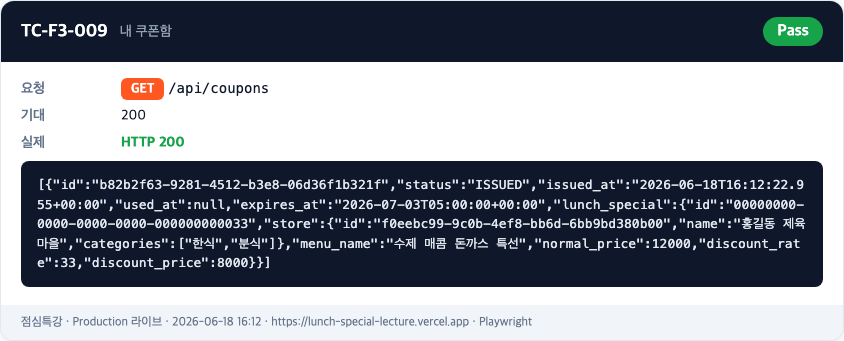 TC-F3-009 내 쿠폰함 Pass
요청 GET /api/coupons
기대 200
실제 HTTP 200
[{"id":"b82b2f63-9281-4512-b3e8-06d36f1b321f","status":"ISSUED","issued_at":"2026-06-18T16:12:22.9
55+00:00","used_at":null,"expires_at":"2026-07-03T05:00:00+00:00","lunch_special":{"id":"00000000-
0000-0000-0000-000000000033","store":{"id":"f0eebc99-9c0b-4ef8-bb6d-6bb9bd380b00","name":"홍길동 제육
마을","categories":["한식","분식"]},"menu_name":"수제 매콤 돈까스 특선","normal_price":12000,"discount_rat
e":33,"discount_price":8000}}]
점심특강 · Production 라이브 · 2026-06-18 16:12 · https://lunch-special-lecture.vercel.app · Playwright